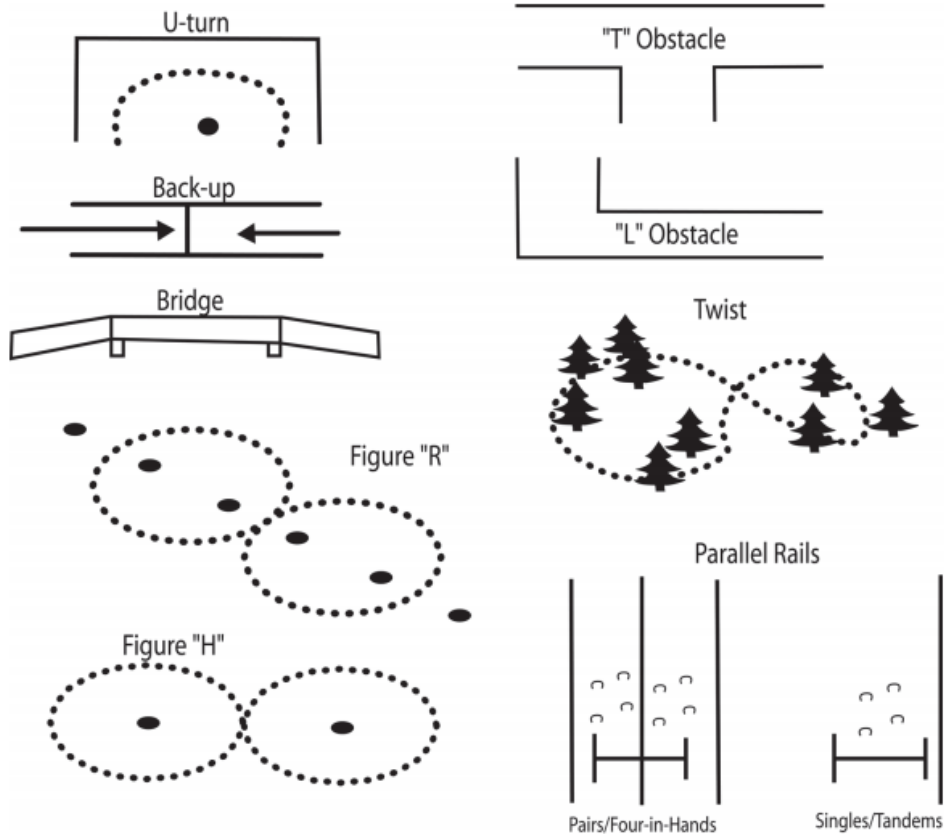 U-turn
"T" Obstacle
Back-up
"L" Obstacle
Bridge
Twist
Figure "R"
Parallel Rails
Figure "H"
C C C C C C C C
C C C C
Pairs/Four-in-Hands
Singles/Tandems